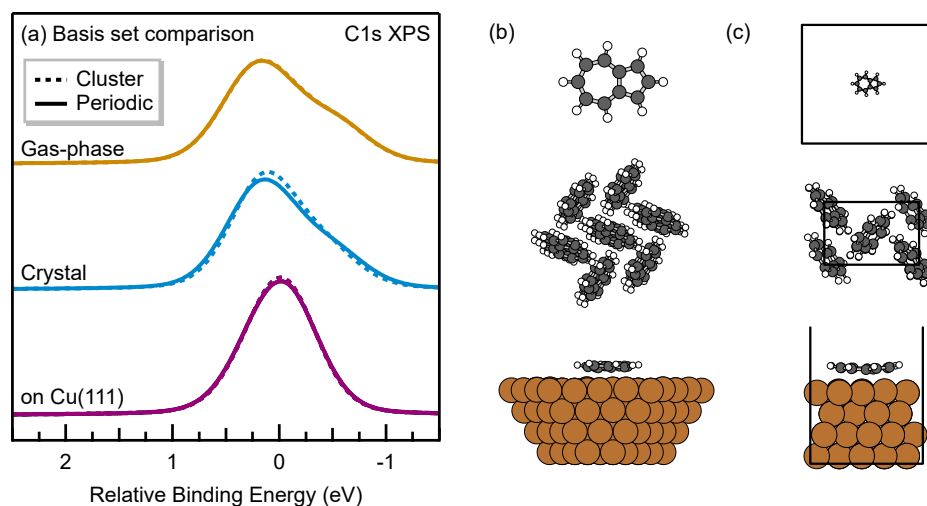 (a) Basis set comparison
C1s XPS
Cluster
Periodic
Gas-phase
Crystal
on Cu(111)
2 1 0 -1
Relative Binding Energy (eV)
(b)
(c)